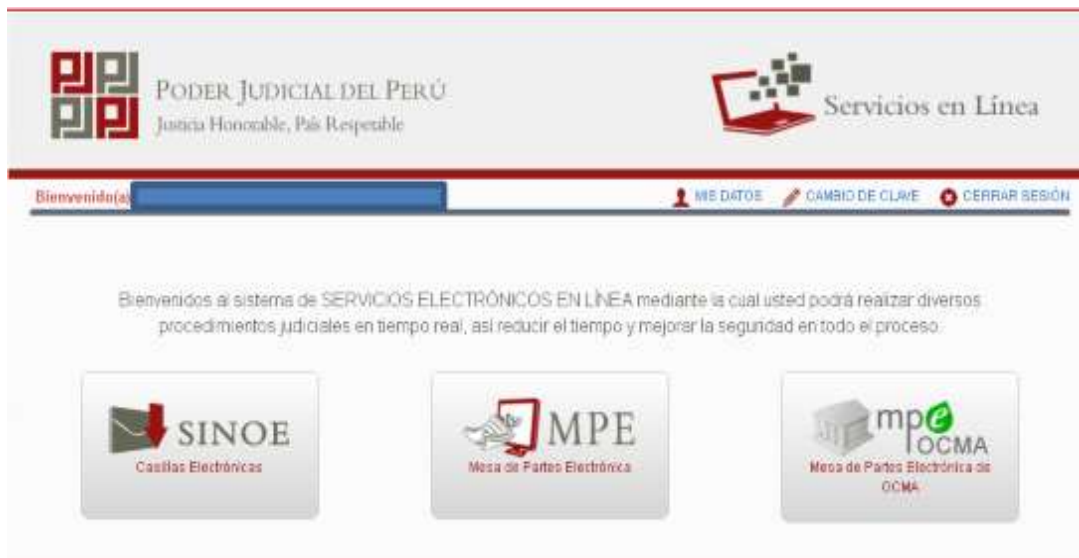 PODER JUDICIAL DEL PERÚ
Justicia Honorable, País Respetable
Servicios en Línea
Bienvenido(a)
MIS DATOS CAMBIO DE CLAVE CERRAR SESIÓN
Bienvenidos al sistema de SERVICIOS ELECTRÓNICOS EN LÍNEA mediante la cual usted podrá realizar diversos
procedimientos judiciales en tiempo real, así reducir el tiempo y mejorar la seguridad en todo el proceso.
SINOE
Casillas Electrónicas
MPE
Mesa de Partes Electrónica
mpe
OCMA
Mesa de Partes Electrónica de
OCMA